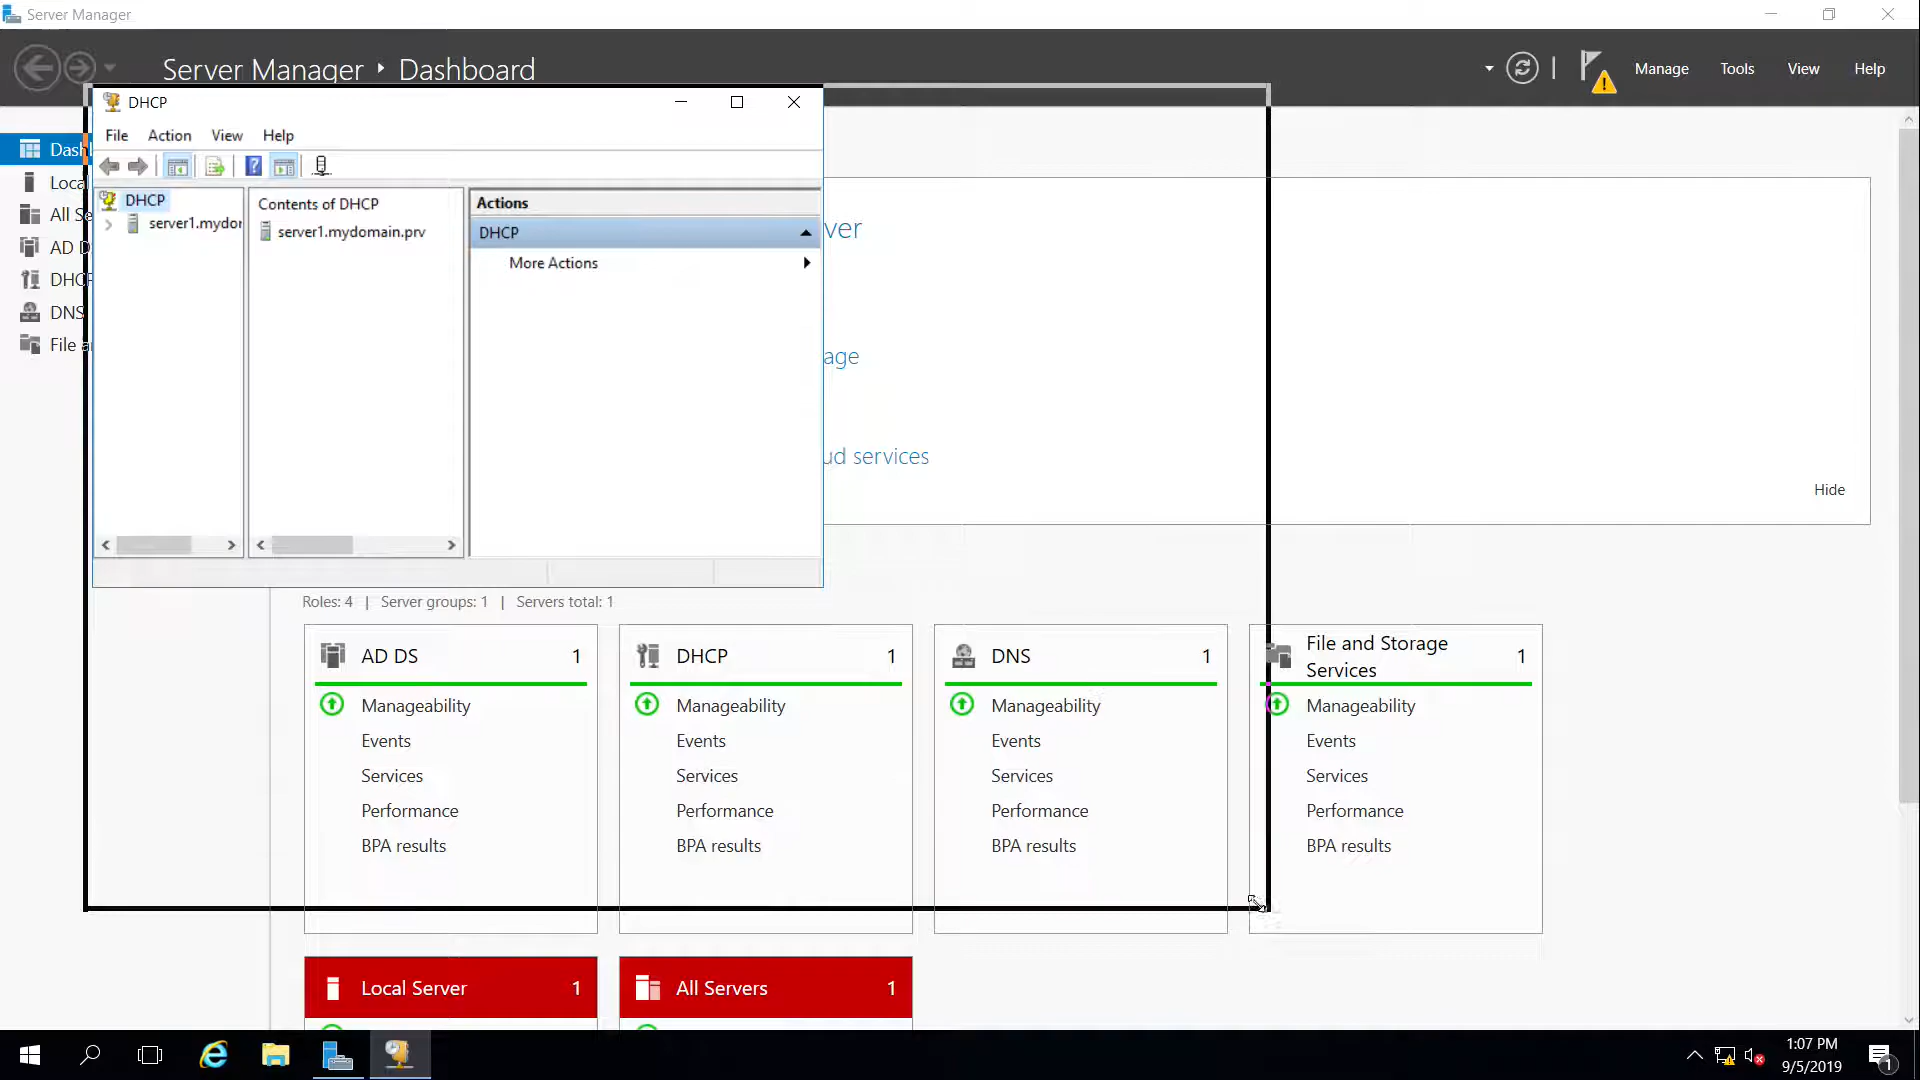 Server Manager
Server Manager ‣ Dashboard
Manage
Tools
View
Help
DHCP
File
Action
View
Help
DHCP
server1.mydor
Contents of DHCP
server1.mydomain.prv
Actions
DHCP
More Actions
Dash
Loca
All Se
AD D
DHCP
DNS
File a
ver
age
ud services
Hide
Roles: 4 | Server groups: 1 | Servers total: 1
AD DS 1
Manageability
Events
Services
Performance
BPA results
DHCP 1
Manageability
Events
Services
Performance
BPA results
DNS 1
Manageability
Events
Services
Performance
BPA results
File and Storage
Services 1
Manageability
Events
Services
Performance
BPA results
Local Server 1
All Servers 1
1:07 PM
9/5/2019
1